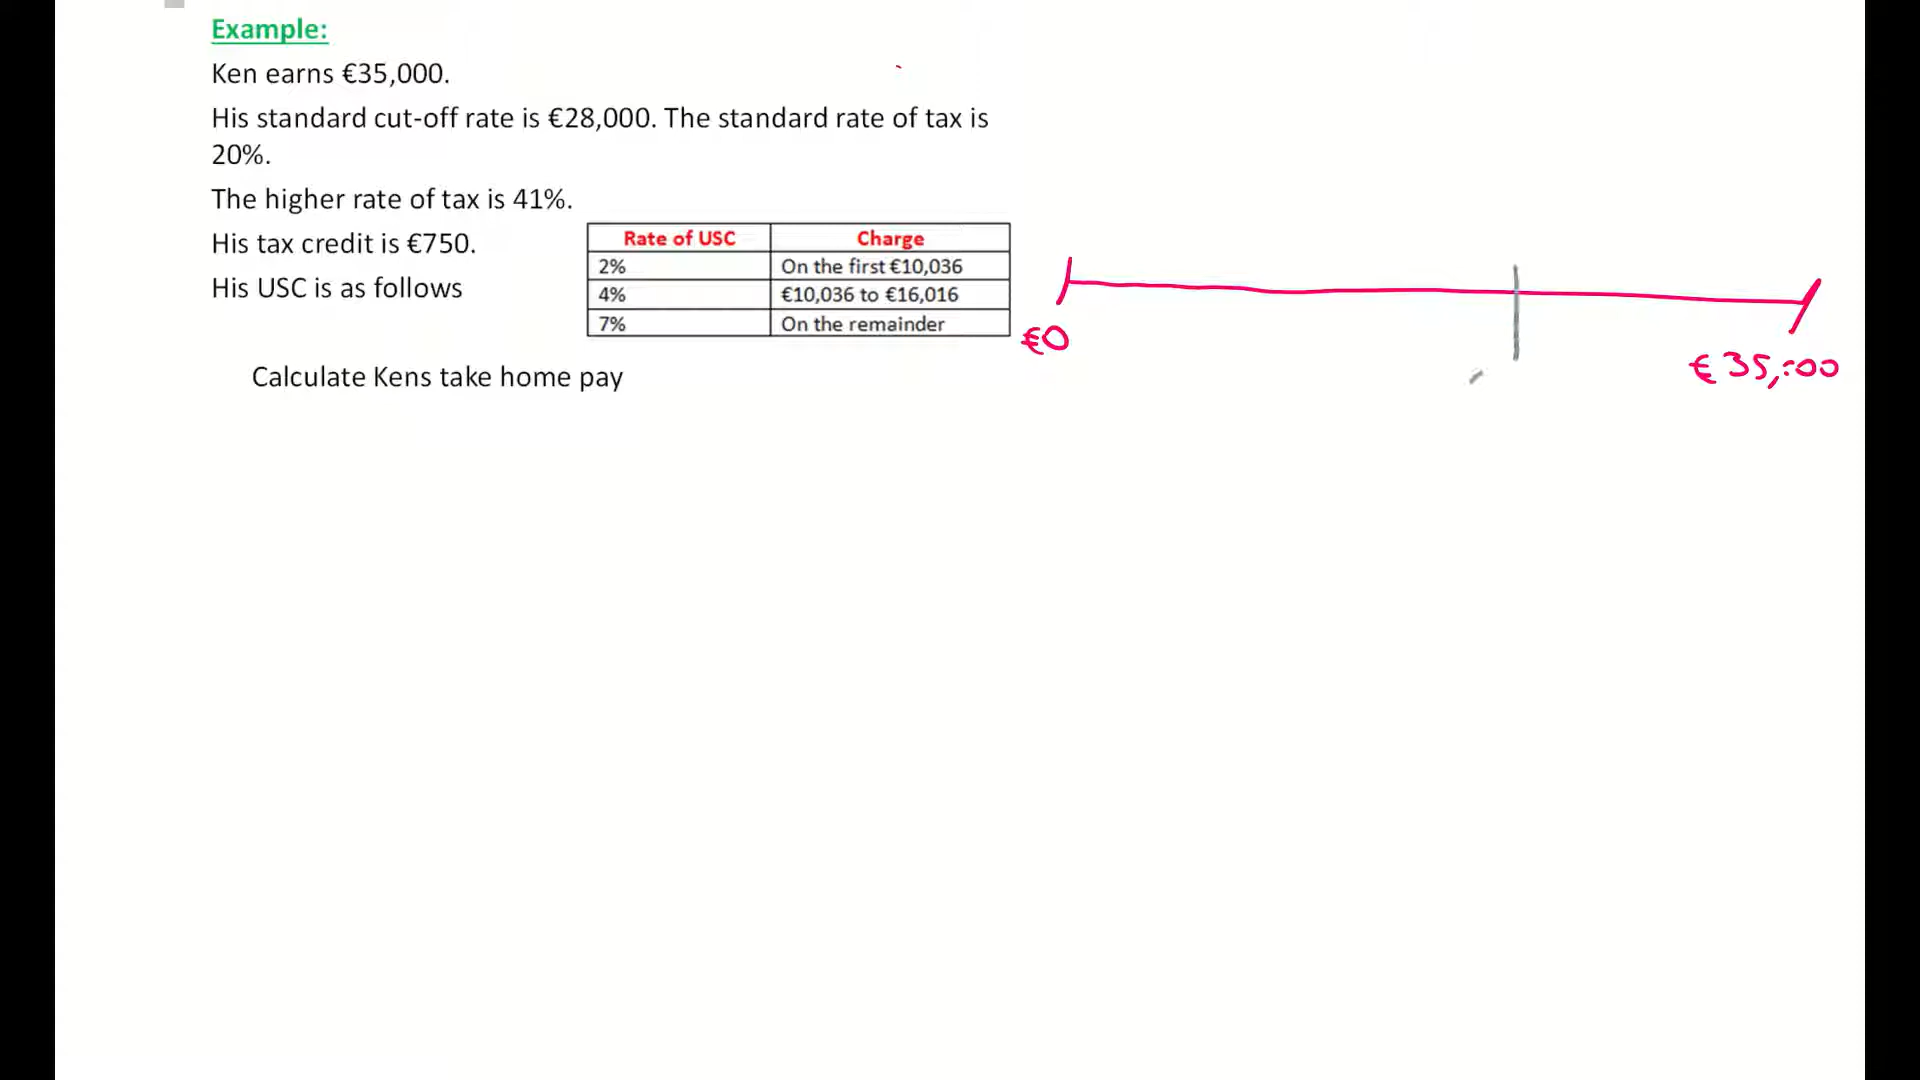 Example:
Ken earns €35,000.
His standard cut-off rate is €28,000. The standard rate of tax is
20%.
The higher rate of tax is 41%.
His tax credit is €750.
His USC is as follows
Rate of USC Charge
2% On the first €10,036
4% €10,036 to €16,016
7% On the remainder
€0
€35,000
Calculate Kens take home pay